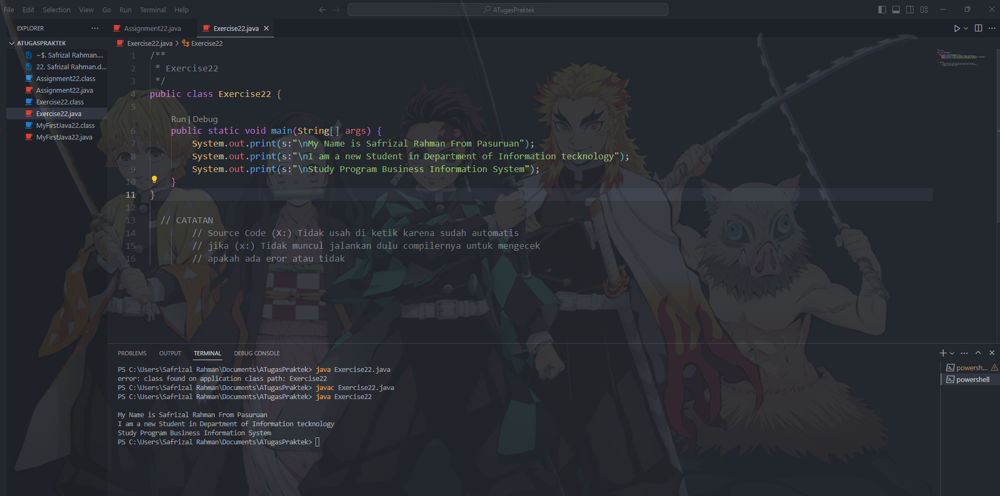 File Edit Selection View Go Run Terminal Help
ATugasPraktek
EXPLORER
ATUGASPRAKTEK
~$. Safrizal Rahman....
22. Safrizal Rahman.d...
Assignment22.class
Assignment22.java
Exercise22.class
Exercise22.java
MyFirstJava22.class
MyFirstJava22.java
Assignment22.java Exercise22.java
Exercise22.java > Exercise22
1 /**
2 * Exercise22
3 */
4 public class Exercise22 {
5
Run | Debug
6 public static void main(String[] args) {
7 System.out.print(s:"\nMy Name is Safrizal Rahman From Pasuruan");
8 System.out.print(s:"\nI am a new Student in Department of Information tecknology");
9 System.out.print(s:"\nStudy Program Business Information System");
10 }
11 }
12
13 // CATATAN
14 // Source Code (X:) Tidak usah di ketik karena sudah automatis
15 // jika (x:) Tidak muncul jalankan dulu compilernya untuk mengecek
16 // apakah ada eror atau tidak
PROBLEMS OUTPUT TERMINAL DEBUG CONSOLE
PS C:\Users\Safrizal Rahman\Documents\ATugasPraktek> java Exercise22.java
error: class found on application class path: Exercise22
PS C:\Users\Safrizal Rahman\Documents\ATugasPraktek> javac Exercise22.java
PS C:\Users\Safrizal Rahman\Documents\ATugasPraktek> java Exercise22
My Name is Safrizal Rahman From Pasuruan
I am a new Student in Department of Information tecknology
Study Program Business Information System
PS C:\Users\Safrizal Rahman\Documents\ATugasPraktek>
powersh...
powershell